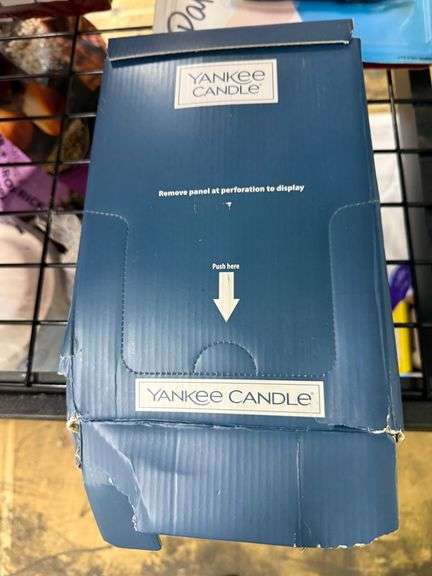 YANKEE
CANDLE®
Remove panel at perforation to display
Push here
YANKEE CANDLE®